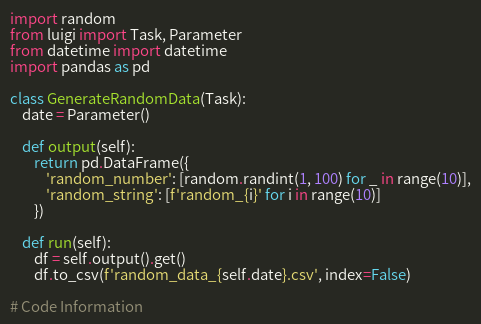 import random
from luigi import Task, Parameter
from datetime import datetime
import pandas as pd

class GenerateRandomData(Task):
    date = Parameter()

    def output(self):
        return pd.DataFrame({
            'random_number': [random.randint(1, 100) for _ in range(10)],
            'random_string': [f'random_{i}' for i in range(10)]
        })

    def run(self):
        df = self.output().get()
        df.to_csv(f'random_data_{self.date}.csv', index=False)

# Code Information